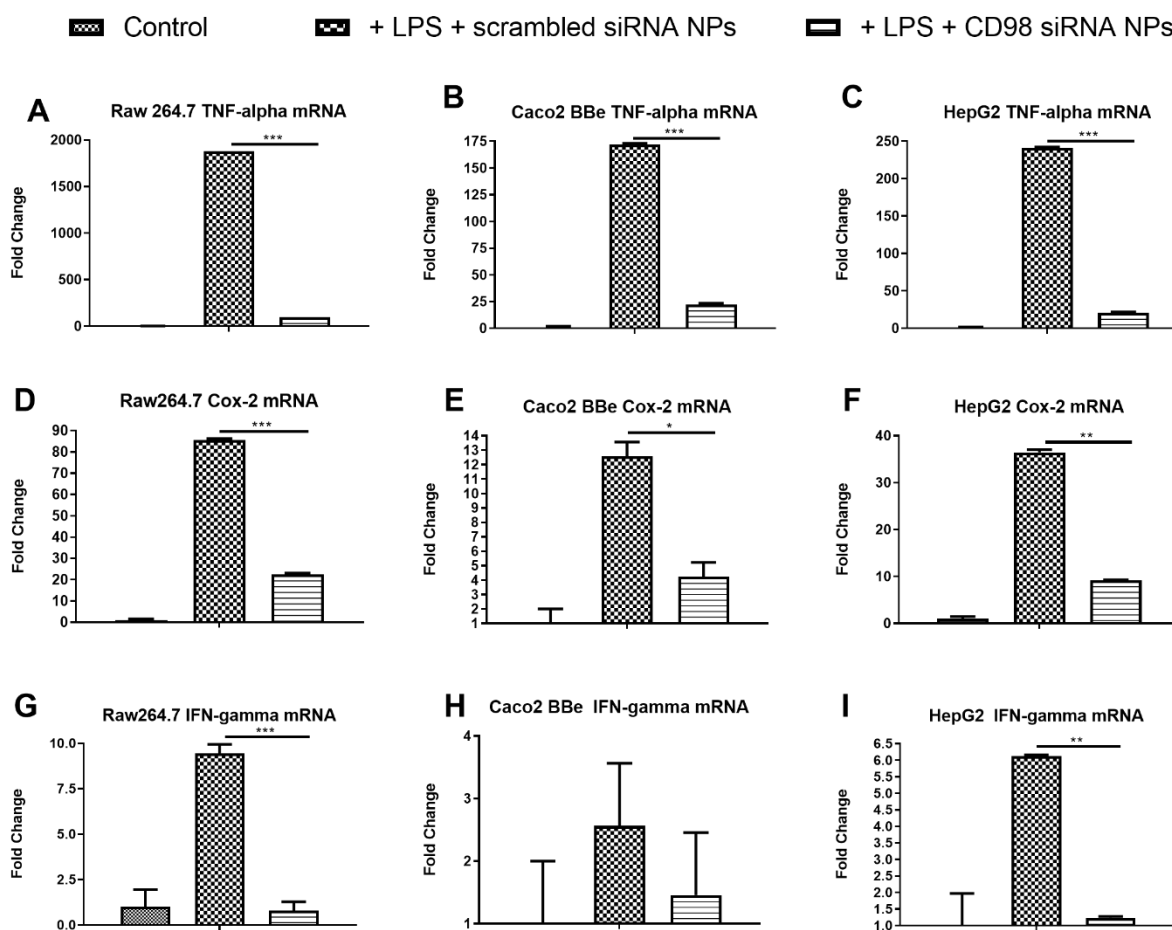 Control + LPS + scrambled siRNA NPs + LPS + CD98 siRNA NPs
A
Raw 264.7 TNF-alpha mRNA
Fold Change
2000
1500
1000
500
0
***
B
Caco2 BBe TNF-alpha mRNA
Fold Change
175
150
125
100
75
50
25
0
***
C
HepG2 TNF-alpha mRNA
Fold Change
250
200
150
100
50
0
***
D
Raw264.7 Cox-2 mRNA
Fold Change
90
80
70
60
50
40
30
20
10
0
***
E
Caco2 BBe Cox-2 mRNA
Fold Change
14
13
12
11
10
9
8
7
6
5
4
3
2
1
*
F
HepG2 Cox-2 mRNA
Fold Change
40
30
20
10
0
**
G
Raw264.7 IFN-gamma mRNA
Fold Change
10.0
7.5
5.0
2.5
0.0
***
H
Caco2 BBe IFN-gamma mRNA
Fold Change
4
3
2
1
I
HepG2 IFN-gamma mRNA
Fold Change
6.5
6.0
5.5
5.0
4.5
4.0
3.5
3.0
2.5
2.0
1.5
1.0
**